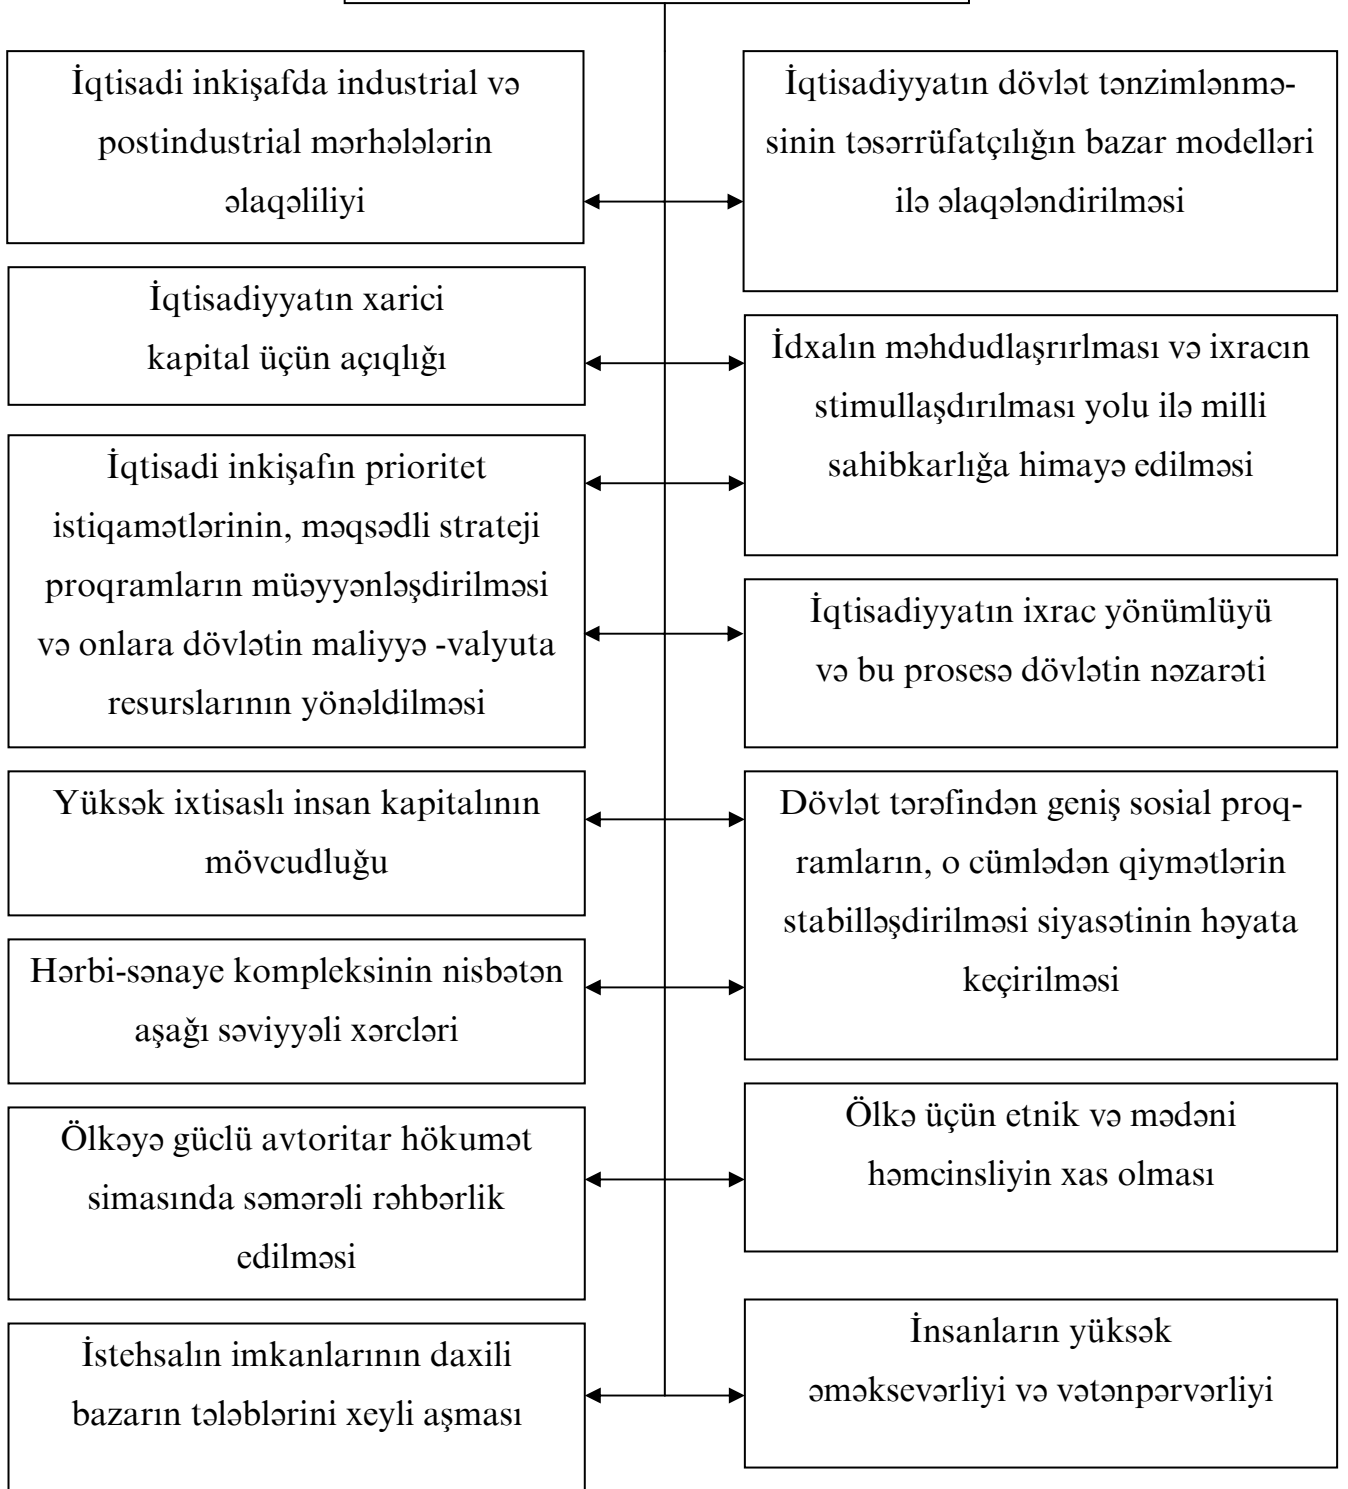 İqtisadi inkişafda industrial və
postindustrial mərhələlərin
əlaqəliliyi
İqtisadiyyatın xarici
kapital üçün açıqlığı
İqtisadi inkişafın prioritet
istiqamətlərinin, məqsədli strateji
proqramların müəyyənləşdirilməsi
və onlara dövlətin maliyyə -valyuta
resurslarının yönəldilməsi
Yüksək ixtisaslı insan kapitalının
mövcudluğu
Hərbi-sənaye kompleksinin nisbətən
aşağı səviyyəli xərcləri
Ölkəyə güclü avtoritar hökumət
simasında səmərəli rəhbərlik
edilməsi
İstehsalın imkanlarının daxili
bazarın tələblərini xeyli aşması
İqtisadiyyatın dövlət tənzimlənmə-
sinin təsərrüfatçılığın bazar modelləri
ilə əlaqələndirilməsi
İdxalın məhdudlaşrırlması və ixracın
stimullaşdırılması yolu ilə milli
sahibkarlığa himayə edilməsi
İqtisadiyyatın ixrac yönümlüyü
və bu prosesə dövlətin nəzarəti
Dövlət tərəfindən geniş sosial proq-
ramların, o cümlədən qiymətlərin
stabilləşdirilməsi siyasətinin həyata
keçirilməsi
Ölkə üçün etnik və mədəni
həmcinsliyin xas olması
İnsanların yüksək
əməksevərliyi və vətənpərvərliyi